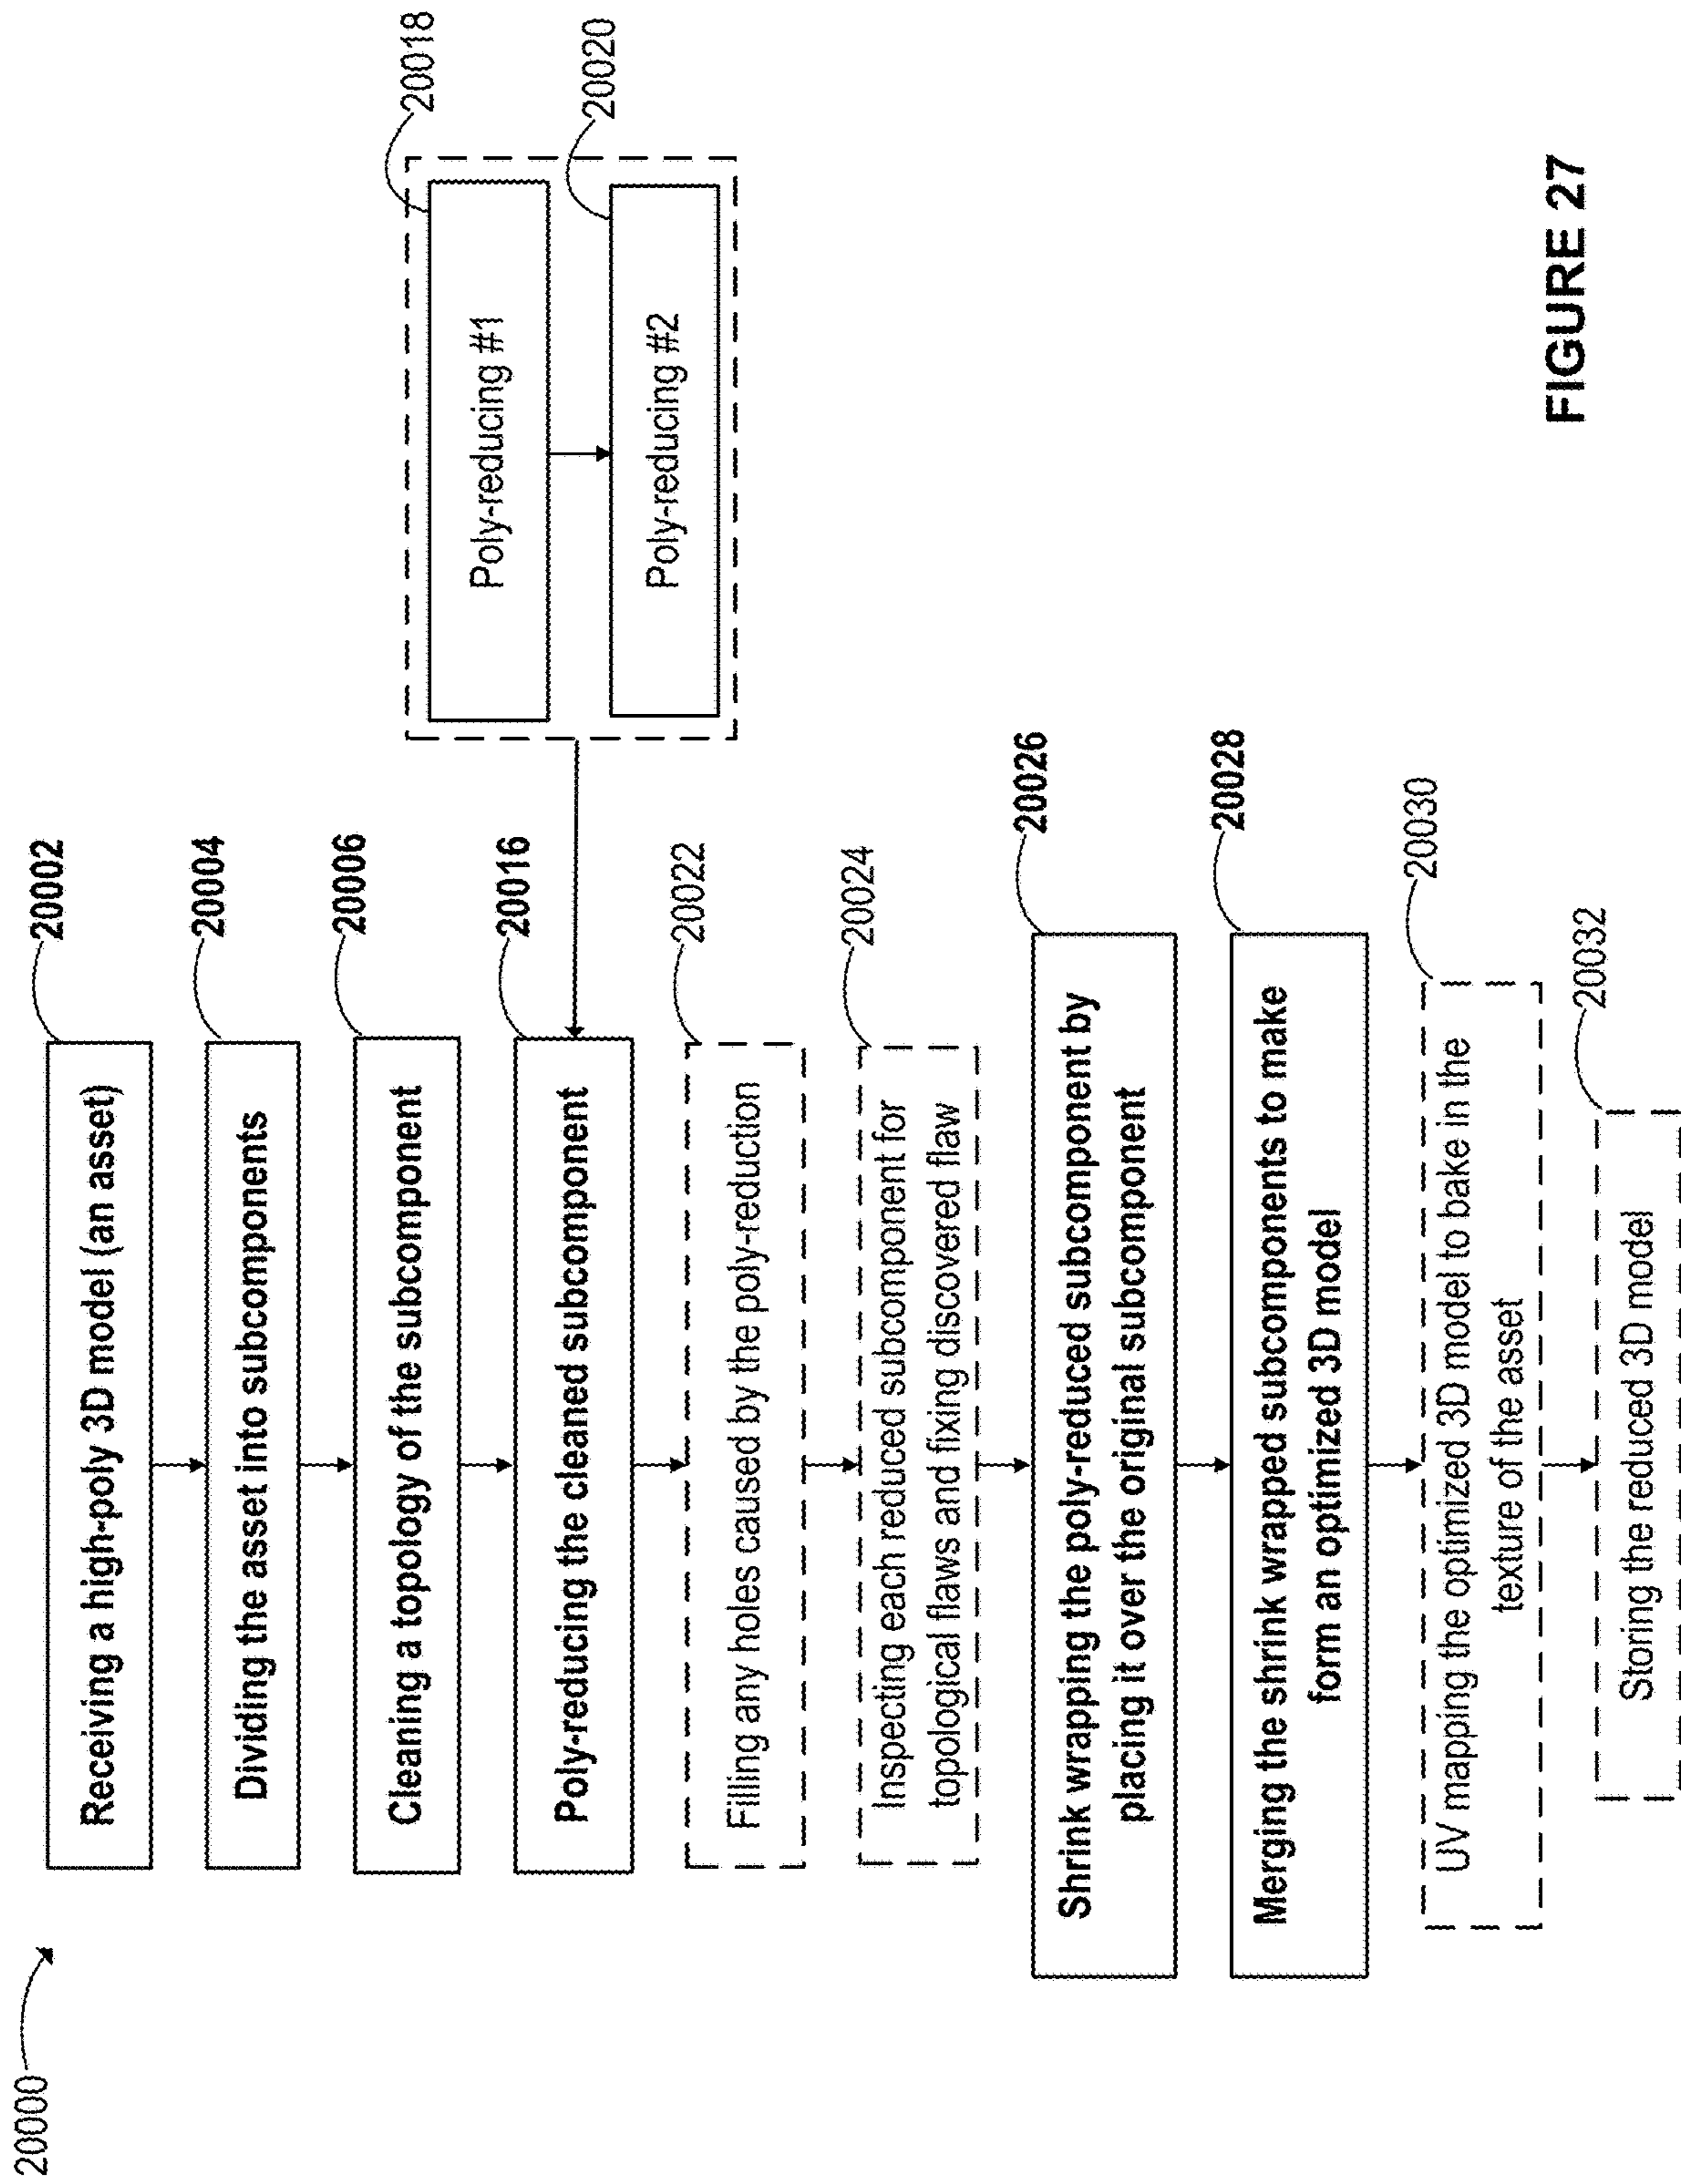 20000
20002
Receiving a high-poly 3D model (an asset)
20004
Dividing the asset into subcomponents
20006
Cleaning a topology of the subcomponent
20016
Poly-reducing the cleaned subcomponent
20018
Poly-reducing #1
20020
Poly-reducing #2
20022
Filling any holes caused by the poly-reduction
20024
Inspecting each reduced subcomponent for
topological flaws and fixing discovered flaw
20026
Shrink wrapping the poly-reduced subcomponent by
placing it over the original subcomponent
20028
Merging the shrink wrapped subcomponents to make
form an optimized 3D model
20030
UV mapping the optimized 3D model to bake in the
texture of the asset
20032
Storing the reduced 3D model
FIGURE 27